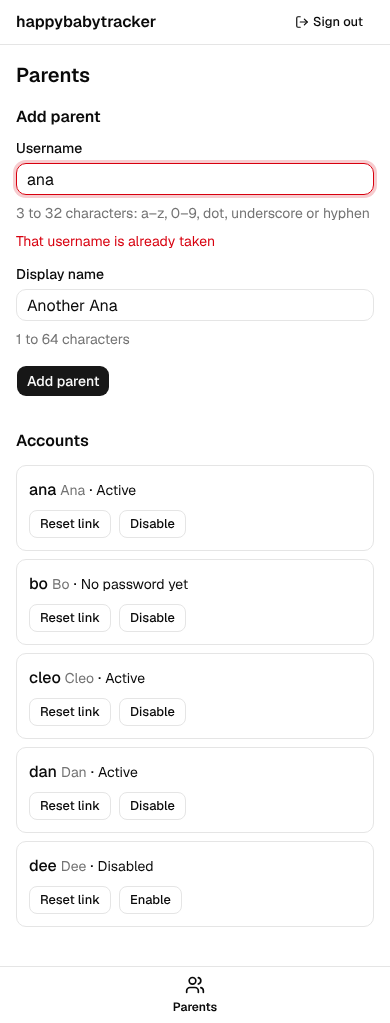 happybabytracker
Sign out
Parents
Add parent
Username
ana
3 to 32 characters: a–z, 0–9, dot, underscore or hyphen
That username is already taken
Display name
Another Ana
1 to 64 characters
Add parent
Accounts
ana Ana · Active
Reset link Disable
bo Bo · No password yet
Reset link Disable
cleo Cleo · Active
Reset link Disable
dan Dan · Active
Reset link Disable
dee Dee · Disabled
Reset link Enable
Parents